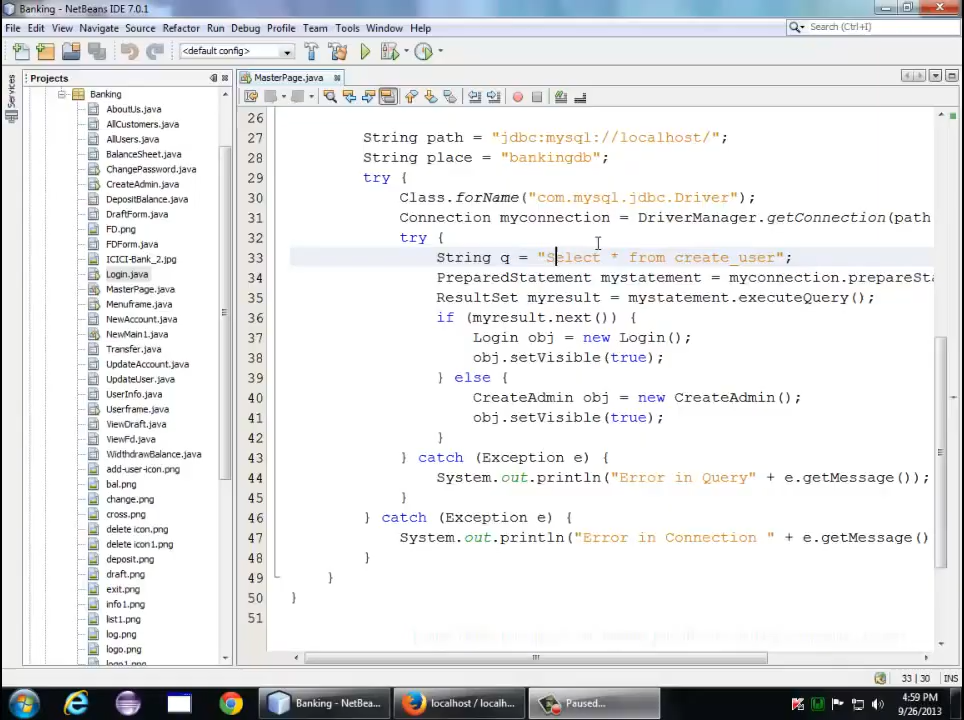 Banking - NetBeans IDE 7.0.1
File Edit View Navigate Source Refactor Run Debug Profile Team Tools Window Help
Search (Ctrl+I)
<default config>
Services
Projects
MasterPage.java
Banking
AboutUs.java
AllCustomers.java
AllUsers.java
BalanceSheet.java
ChangePassword.java
CreateAdmin.java
DepositBalance.java
DraftForm.java
FD.png
FDForm.java
ICICI-Bank_2.jpg
Login.java
MasterPage.java
Menuframe.java
NewAccount.java
NewMain1.java
Transfer.java
UpdateAccount.java
UpdateUser.java
UserInfo.java
Userframe.java
ViewDraft.java
ViewFd.java
WidthdrawBalance.java
add-user-icon.png
bal.png
change.png
cross.png
delete icon.png
delete icon1.png
deposit.png
draft.png
exit.png
info1.png
list1.png
log.png
logo.png
logo1.png
26
27 String path = "jdbc:mysql://localhost/";
28 String place = "bankingdb";
29 try {
30 Class.forName("com.mysql.jdbc.Driver");
31 Connection myconnection = DriverManager.getConnection(path
32 try {
33 String q = "Select * from create_user";
34 PreparedStatement mystatement = myconnection.prepareSta
35 ResultSet myresult = mystatement.executeQuery();
36 if (myresult.next()) {
37 Login obj = new Login();
38 obj.setVisible(true);
39 } else {
40 CreateAdmin obj = new CreateAdmin();
41 obj.setVisible(true);
42 }
43 } catch (Exception e) {
44 System.out.println("Error in Query" + e.getMessage());
45 }
46 } catch (Exception e) {
47 System.out.println("Error in Connection " + e.getMessage()
48 }
49 }
50 }
51
33 | 30 INS
Banking - NetBea...
localhost / localh...
Paused...
4:59 PM
9/26/2013